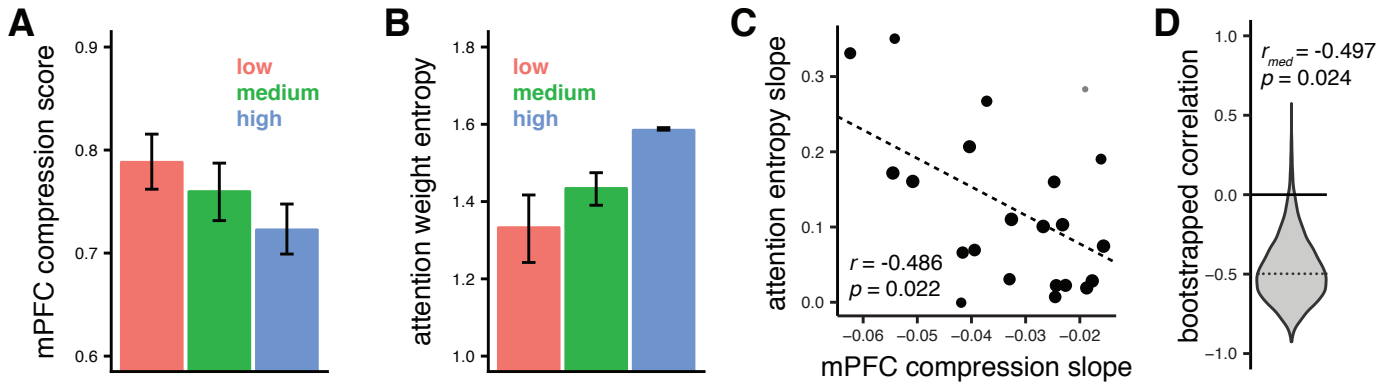 A
mPFC compression score
0.9
0.8
0.7
0.6
low
medium
high
B
attention weight entropy
1.8
1.6
1.4
1.2
1.0
low
medium
high
C
attention entropy slope
0.3
0.2
0.1
0.0
r = -0.486
p = 0.022
−0.06 −0.05 −0.04 −0.03 −0.02
mPFC compression slope
D
bootstrapped correlation
1.0
0.5
0.0
−0.5
−1.0
rmed = -0.497
p = 0.024